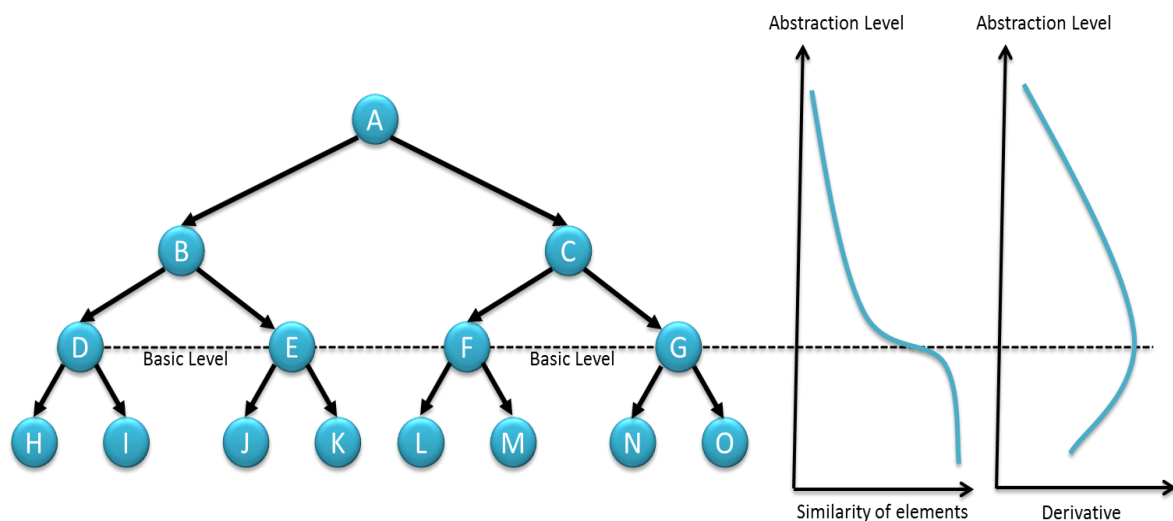 Abstraction Level
Abstraction Level
A
B
C
D
Basic Level
E
F
Basic Level
G
H
I
J
K
L
M
N
O
Similarity of elements
Derivative